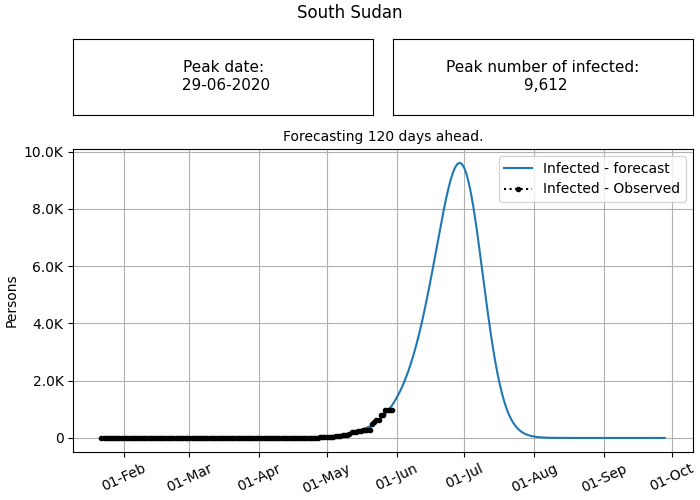 South Sudan
Peak date:
29-06-2020
Peak number of infected:
9,612
Forecasting 120 days ahead.
Infected - forecast
Infected - Observed
Persons
10.0K
8.0K
6.0K
4.0K
2.0K
0
01-Feb
01-Mar
01-Apr
01-May
01-Jun
01-Jul
01-Aug
01-Sep
01-Oct